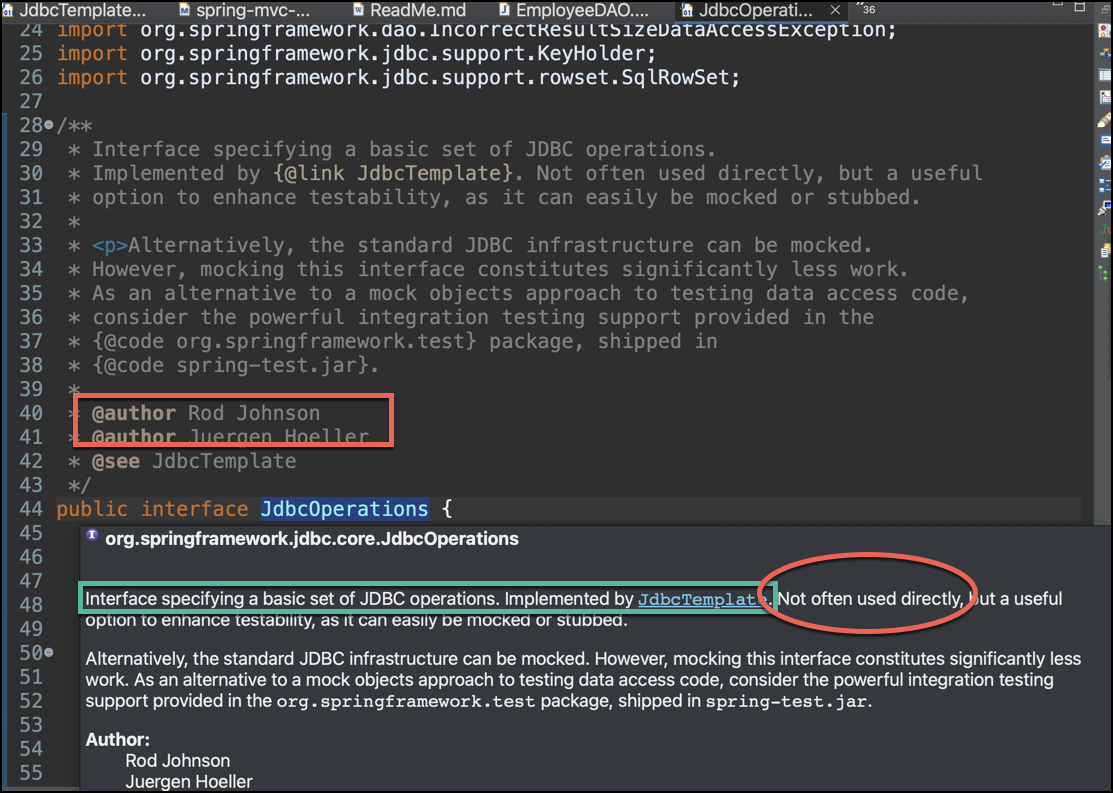 JdbcTemplate... spring-mvc-... ReadMe.md EmployeeDAO.... JdbcOperati... 36
24 import org.springframework.dao.IncorrectResultSizeDataAccessException;
25 import org.springframework.jdbc.support.KeyHolder;
26 import org.springframework.jdbc.support.rowset.SqlRowSet;
27
28 /**
29 * Interface specifying a basic set of JDBC operations.
30 * Implemented by {@link JdbcTemplate}. Not often used directly, but a useful
31 * option to enhance testability, as it can easily be mocked or stubbed.
32 *
33 * <p>Alternatively, the standard JDBC infrastructure can be mocked.
34 * However, mocking this interface constitutes significantly less work.
35 * As an alternative to a mock objects approach to testing data access code,
36 * consider the powerful integration testing support provided in the
37 * {@code org.springframework.test} package, shipped in
38 * {@code spring-test.jar}.
39 *
40 * @author Rod Johnson
41 * @author Juergen Hoeller
42 * @see JdbcTemplate
43 */
44 public interface JdbcOperations {
45
org.springframework.jdbc.core.JdbcOperations
46
47
48
Interface specifying a basic set of JDBC operations. Implemented by JdbcTemplate. Not often used directly, but a useful
49
option to enhance testability, as it can easily be mocked or stubbed.
50
Alternatively, the standard JDBC infrastructure can be mocked. However, mocking this interface constitutes significantly less
51
work. As an alternative to a mock objects approach to testing data access code, consider the powerful integration testing
52
support provided in the org.springframework.test package, shipped in spring-test.jar.
53
Author:
54
Rod Johnson
55
Juergen Hoeller